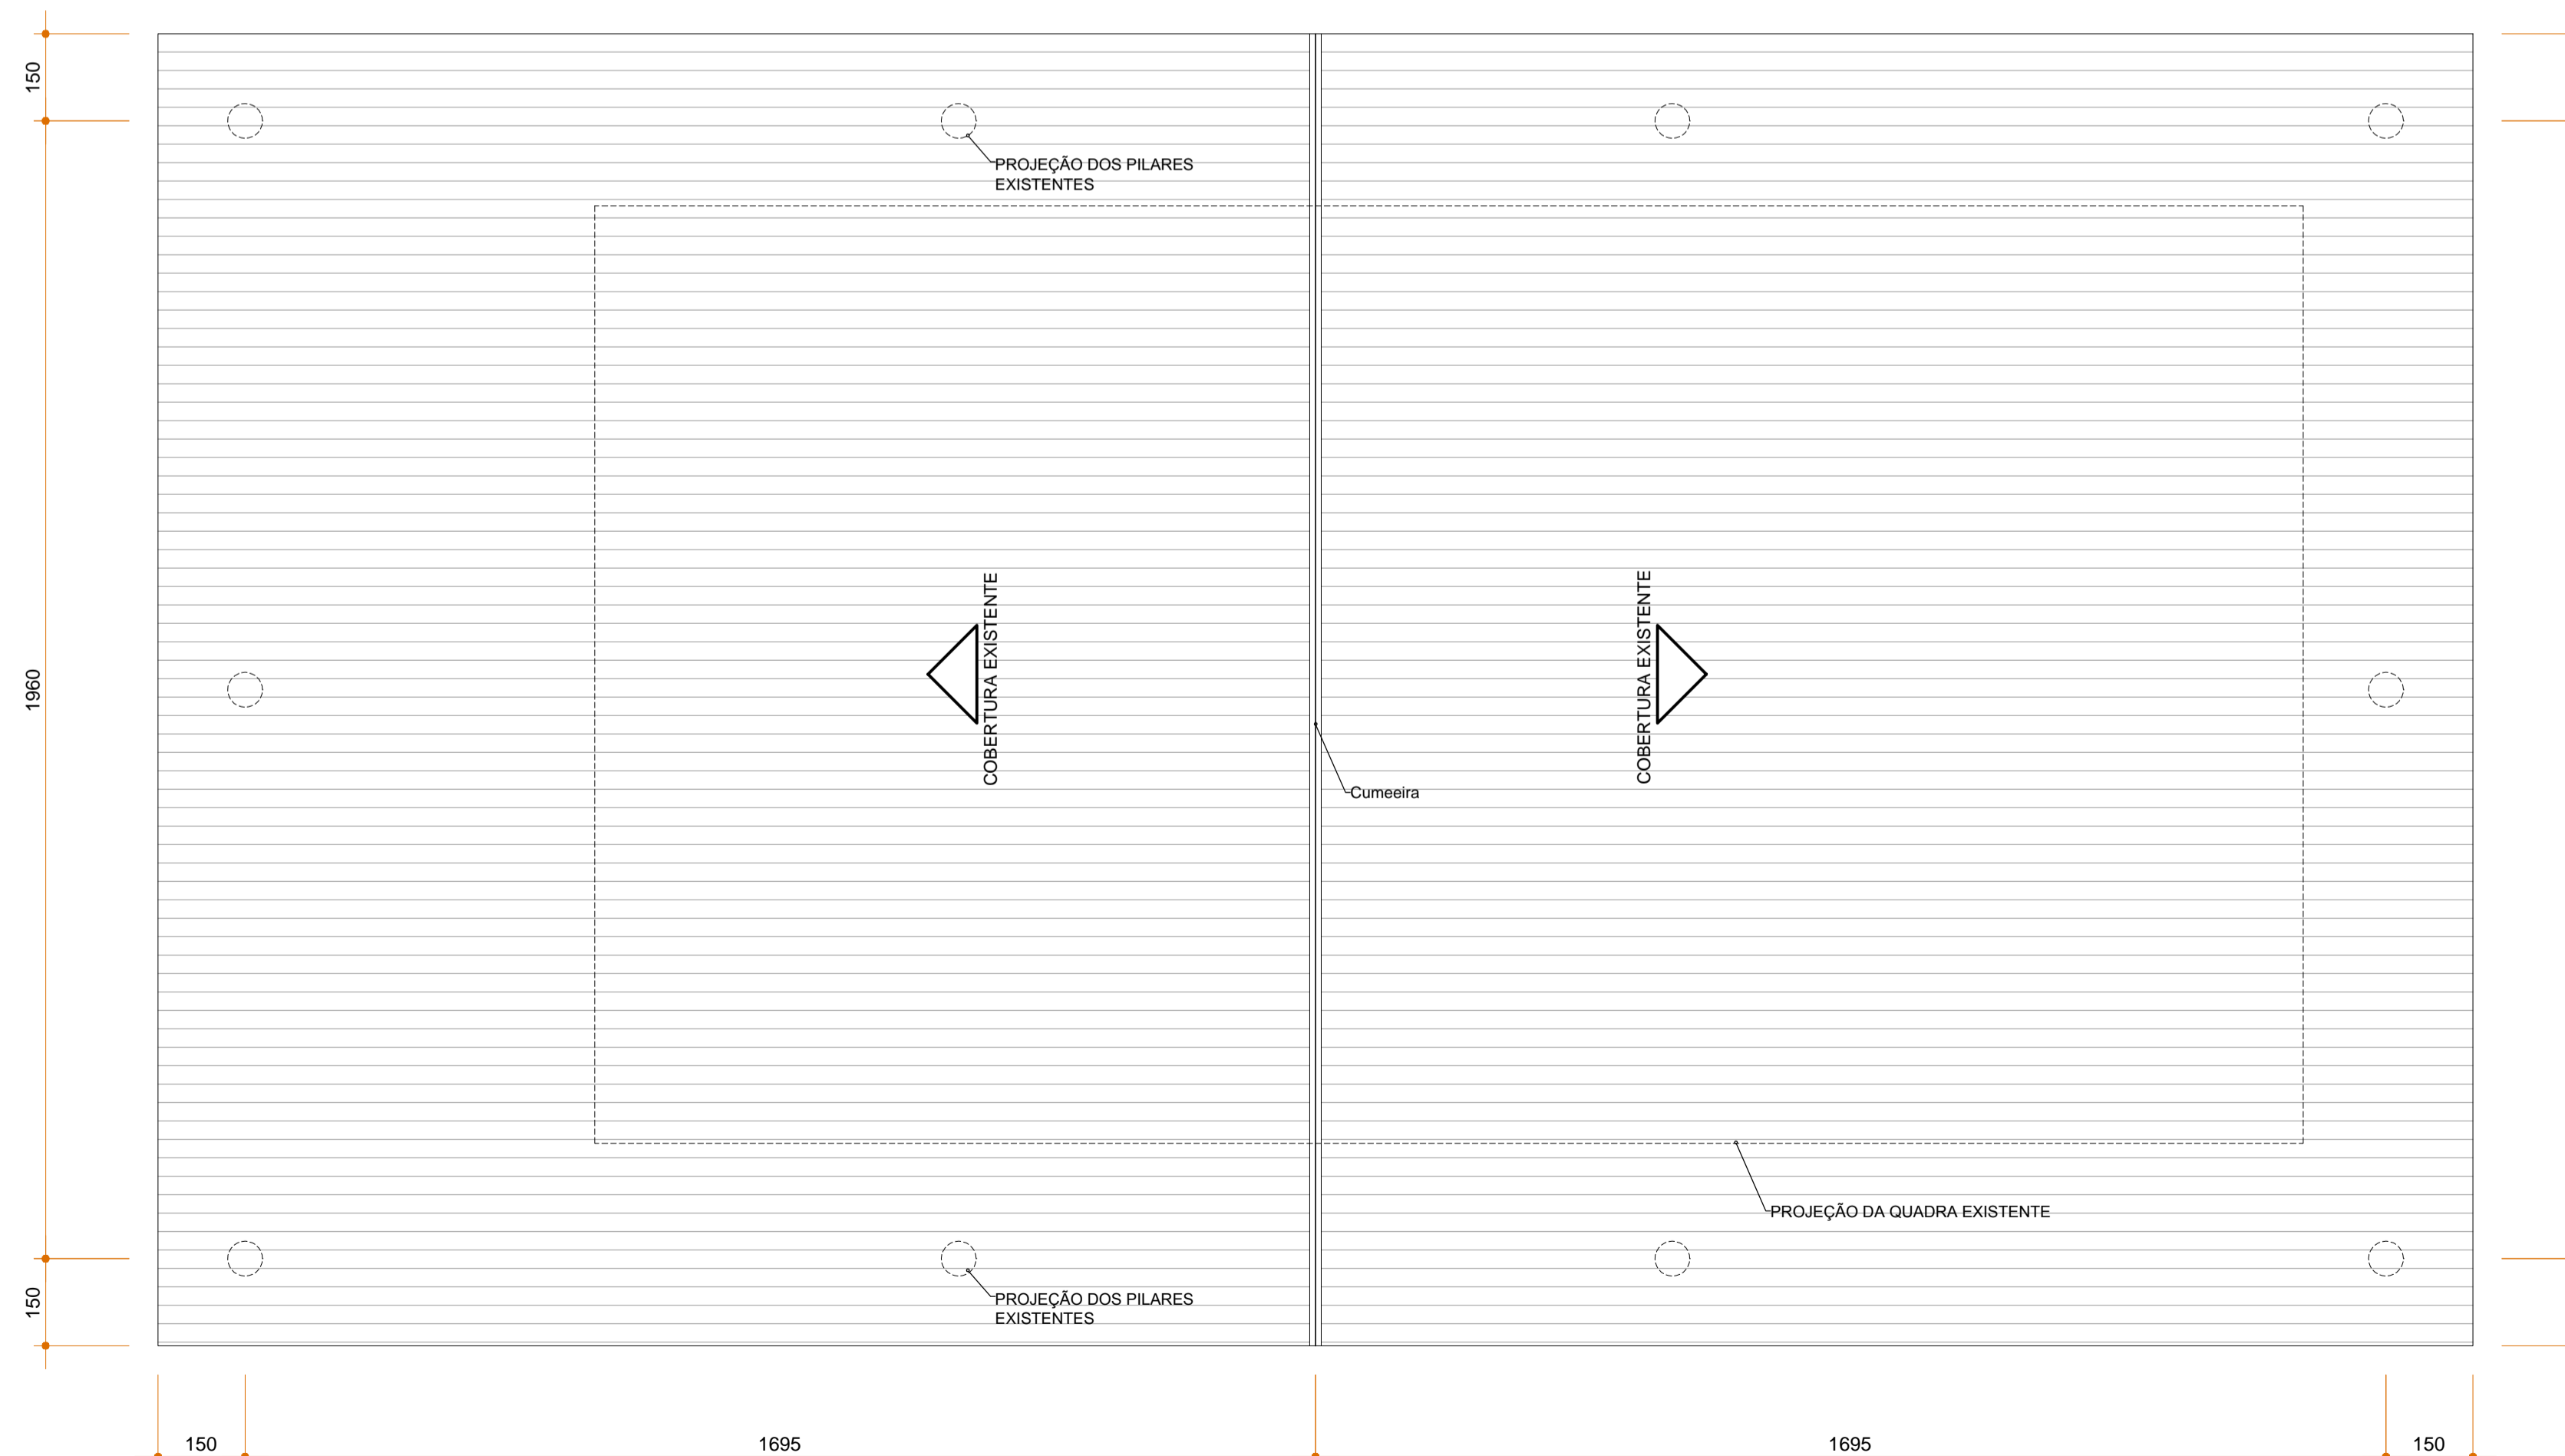 150
PROJEÇÃO DOS PILARES
EXISTENTES
1960
COBERTURA EXISTENTE
COBERTURA EXISTENTE
Cumeeira
PROJEÇÃO DA QUADRA EXISTENTE
150
PROJEÇÃO DOS PILARES
EXISTENTES
150
1695
1695
150